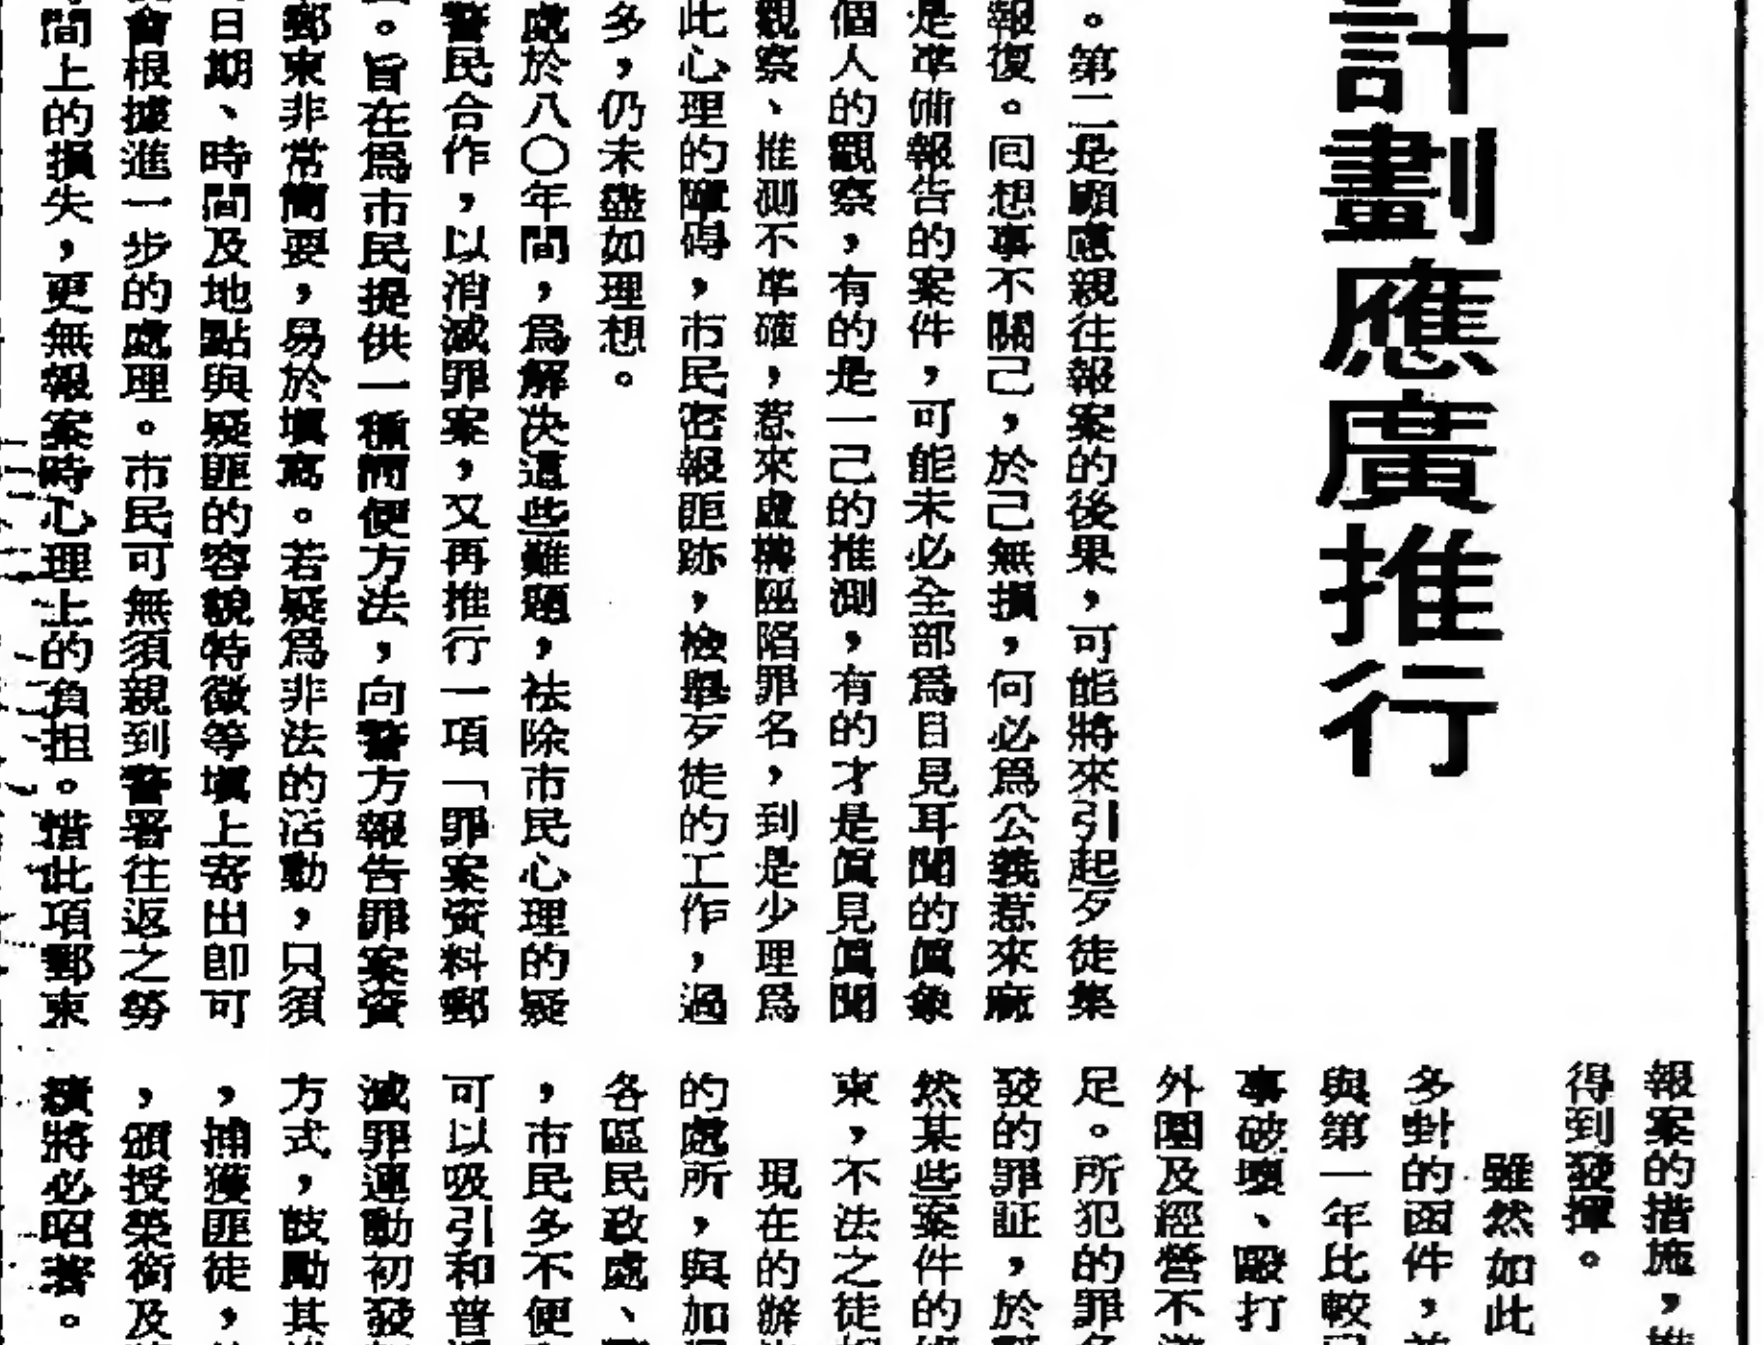 計劃應廣推行
。第二是顧慮親往報案的後果，可能將來引起歹徒集
報復。回想事不關己，於己無損，何必爲公義惹來麻
是準備報告的案件，可能未必全部爲目見耳聞的眞象
個人的觀察，有的是一己的推測，有的才是眞見眞聞
觀察、推測不準確，惹來虛構誣陷罪名，到是少理爲
此心理的障碍，市民密報距跡，檢舉歹徒的工作，過
多，仍未盡如理想。
處於八〇年間，爲解決這些難題，祛除市民心理的疑
警民合作，以消滅罪案，又再推行一項「罪案資料郵
。旨在爲市民提供一種簡便方法，向警方報告罪案資
郵柬非常簡要，易於填寫。若疑爲非法的活動，只須
日期、時間及地點與疑匪的容貌特徵等填上寄出即可
會根據進一步的處理。市民可無須親到警署往返之勞
間上的損失，更無報案時心理上的負担。措此項郵柬
報案的措施，
得到發揮。
雖然如此
多封的函件，
與第一年比較
事破壞、毆打
外圍及經營不
足。所犯的罪
發的罪証，於
然某些案件的
柬，不法之徒
現在的辦
的處所，與加
各區民政處、
，市民多不便
可以吸引和普
滅罪運動初發
方式，鼓勵其
，捕獲匪徒，
，頒授榮銜及
績將必昭著。